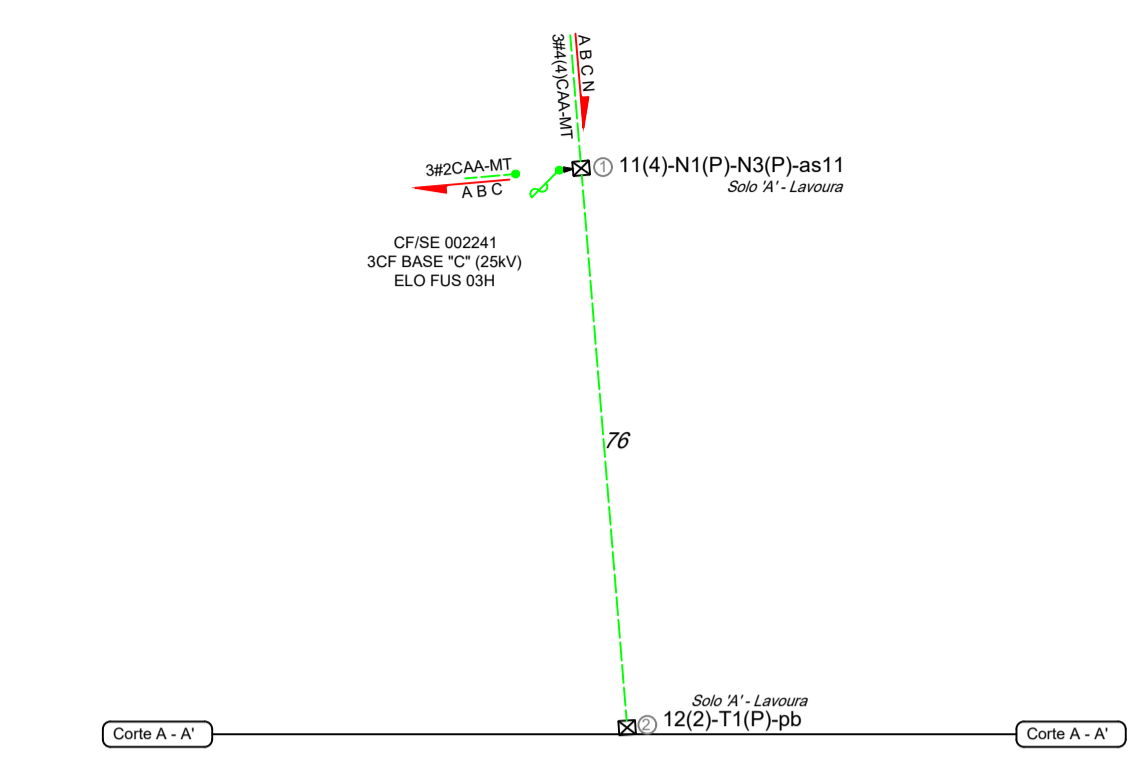 3#4(4)CAA-MT
A B C N
1
11(4)-N1(P)-N3(P)-as11
Solo 'A' - Lavoura
3#2CAA-MT
A B C
CF/SE 002241
3CF BASE "C" (25kV)
ELO FUS 03H
76
Solo 'A' - Lavoura
2
12(2)-T1(P)-pb
Corte A - A'
Corte A - A'